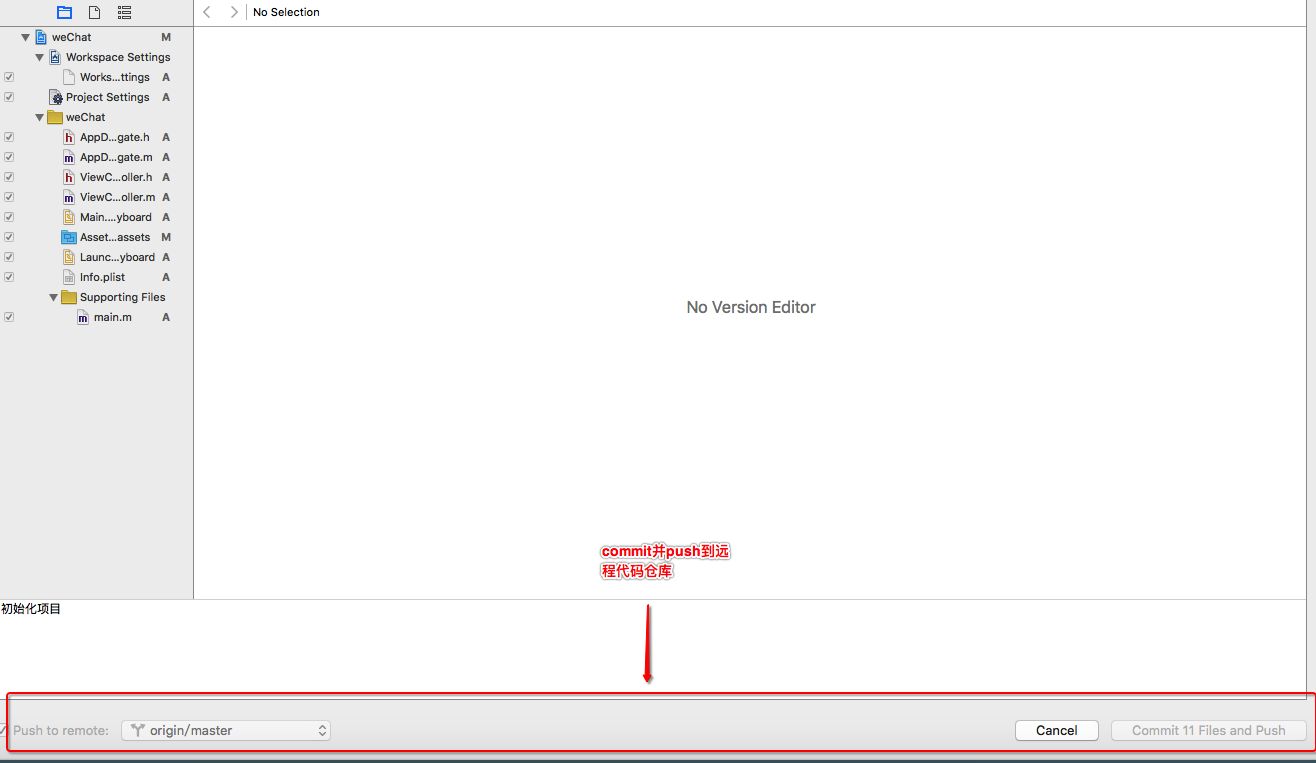 No Selection
weChat M
Workspace Settings
Works...ttings A
Project Settings A
weChat
AppD...gate.h A
AppD...gate.m A
ViewC...oller.h A
ViewC...oller.m A
Main....yboard A
Asset...assets M
Launc...yboard A
Info.plist A
Supporting Files
main.m A
No Version Editor
commit并push到远
程代码仓库
初始化项目
Push to remote: origin/master Cancel Commit 11 Files and Push